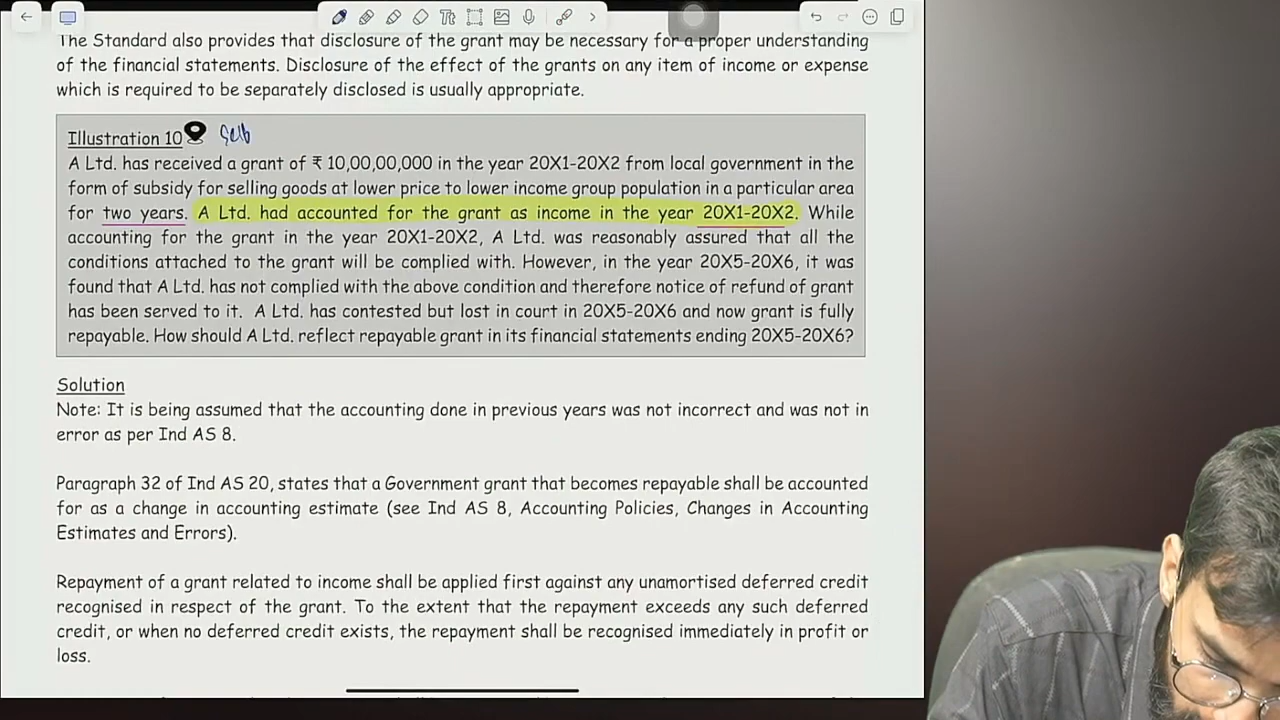 The Standard also provides that disclosure of the grant may be necessary for a proper understanding
of the financial statements. Disclosure of the effect of the grants on any item of income or expense
which is required to be separately disclosed is usually appropriate.
Illustration 10
A Ltd. has received a grant of ₹ 10,00,00,000 in the year 20X1-20X2 from local government in the
form of subsidy for selling goods at lower price to lower income group population in a particular area
for two years. A Ltd. had accounted for the grant as income in the year 20X1-20X2. While
accounting for the grant in the year 20X1-20X2, A Ltd. was reasonably assured that all the
conditions attached to the grant will be complied with. However, in the year 20X5-20X6, it was
found that A Ltd. has not complied with the above condition and therefore notice of refund of grant
has been served to it. A Ltd. has contested but lost in court in 20X5-20X6 and now grant is fully
repayable. How should A Ltd. reflect repayable grant in its financial statements ending 20X5-20X6?
Solution
Note: It is being assumed that the accounting done in previous years was not incorrect and was not in
error as per Ind AS 8.
Paragraph 32 of Ind AS 20, states that a Government grant that becomes repayable shall be accounted
for as a change in accounting estimate (see Ind AS 8, Accounting Policies, Changes in Accounting
Estimates and Errors).
Repayment of a grant related to income shall be applied first against any unamortised deferred credit
recognised in respect of the grant. To the extent that the repayment exceeds any such deferred
credit, or when no deferred credit exists, the repayment shall be recognised immediately in profit or
loss.